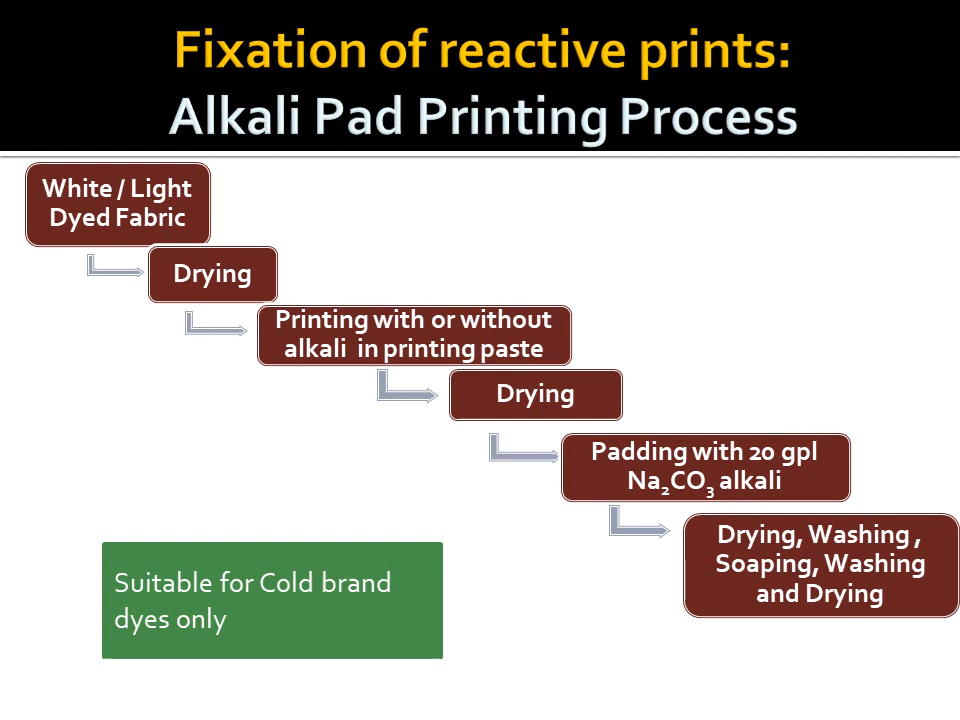 Fixation of reactive prints:
Alkali Pad Printing Process
White / Light
Dyed Fabric
Drying
Printing with or without
alkali in printing paste
Drying
Padding with 20 gpl
Na₂CO₃ alkali
Drying, Washing ,
Soaping, Washing
and Drying
Suitable for Cold brand
dyes only